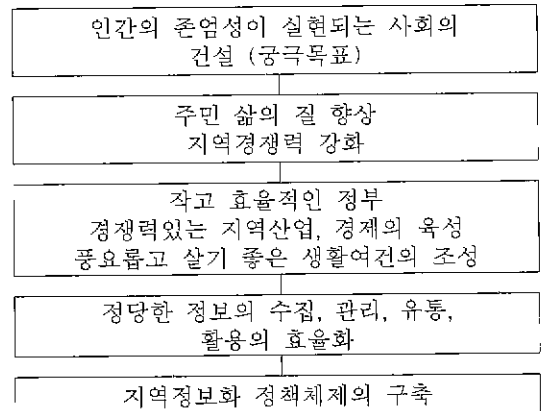 인간의 존엄성이 실현되는 사회의
건설 (궁극목표)
주민 삶의 질 향상
지역경쟁력 강화
작고 효율적인 정부
경쟁력있는 지역산업, 경제의 육성
풍요롭고 살기 좋은 생활여건의 조성
정당한 정보의 수집, 관리, 유통,
활용의 효율화
지역정보화 정책체제의 구축